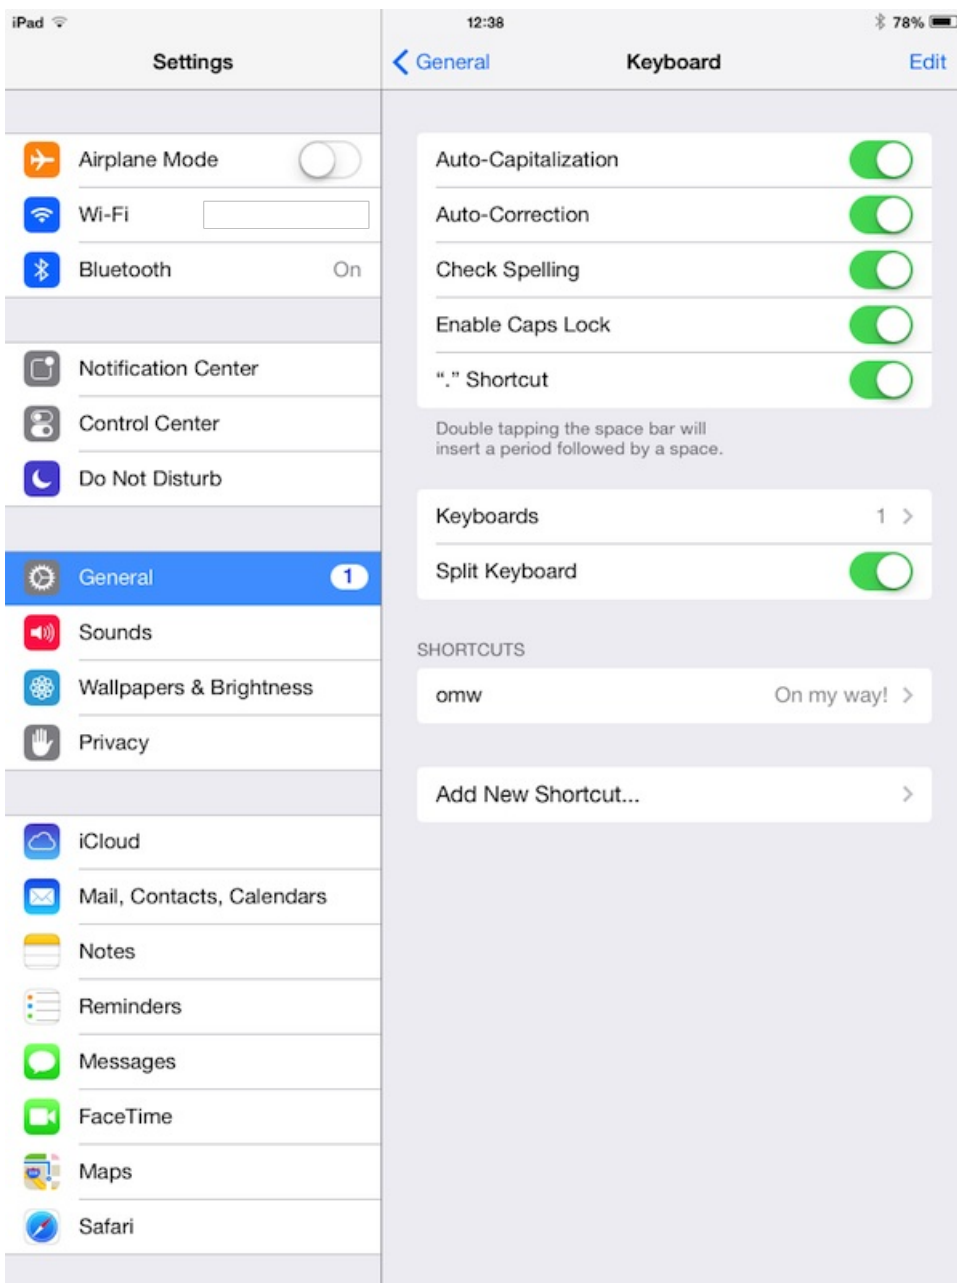 iPad 12:38 78%
Settings
General Keyboard Edit
Airplane Mode
Wi-Fi
Bluetooth On
Notification Center
Control Center
Do Not Disturb
General 1
Sounds
Wallpapers & Brightness
Privacy
iCloud
Mail, Contacts, Calendars
Notes
Reminders
Messages
FaceTime
Maps
Safari
Auto-Capitalization
Auto-Correction
Check Spelling
Enable Caps Lock
“.” Shortcut
Double tapping the space bar will
insert a period followed by a space.
Keyboards 1
Split Keyboard
SHORTCUTS
omw On my way!
Add New Shortcut...